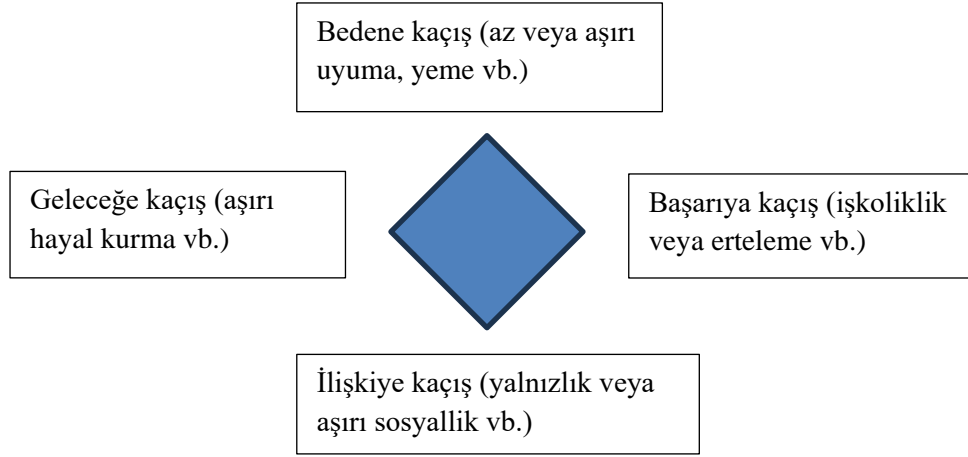 Bedene kaçış (az veya aşırı
uyuma, yeme vb.)
Geleceğe kaçış (aşırı
hayal kurma vb.)
Başarıya kaçış (işkoliklik
veya erteleme vb.)
İlişkiye kaçış (yalnızlık veya
aşırı sosyallik vb.)